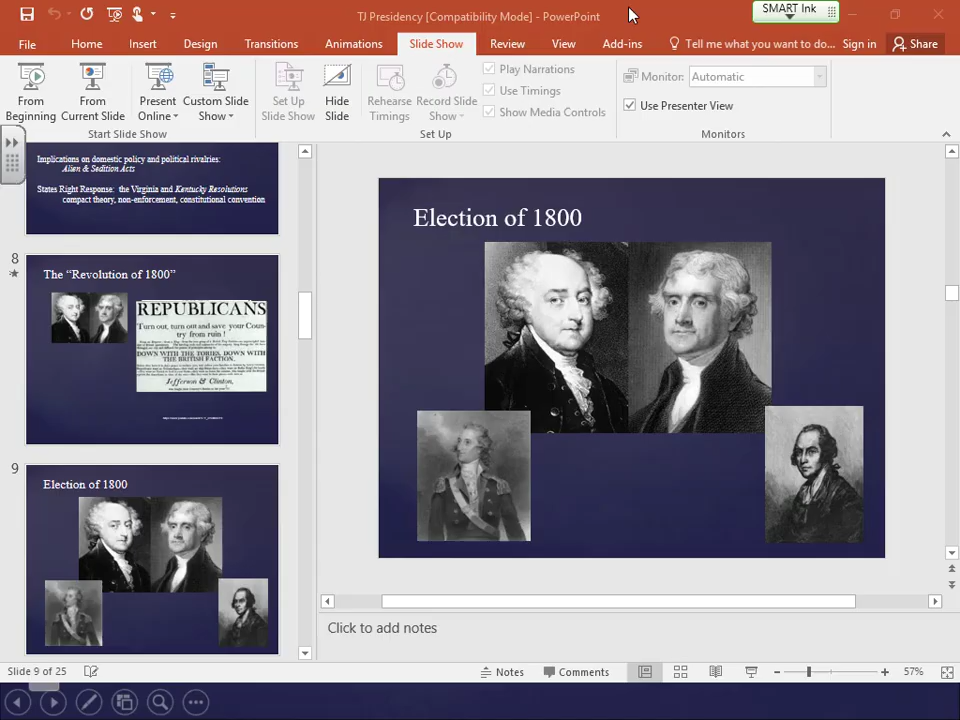 TJ Presidency [Compatibility Mode] - PowerPoint
SMART Ink
File Home Insert Design Transitions Animations Slide Show Review View Add-ins Tell me what you want to do... Sign in Share
From Beginning
From Current Slide
Present Online
Custom Slide Show
Set Up Slide Show
Hide Slide
Rehearse Timings
Record Slide Show
Play Narrations
Use Timings
Show Media Controls
Monitor: Automatic
Use Presenter View
Start Slide Show
Set Up
Monitors
Implications on domestic policy and political rivalries:
Alien & Sedition Acts
States Right Response: the Virginia and Kentucky Resolutions
compact theory, non-enforcement, constitutional convention
8
The “Revolution of 1800”
REPUBLICANS
Turn out, turn out and save your Coun-
try from ruin !
DOWN WITH THE TORIES, DOWN WITH
THE BRITISH FACTION,
Jefferson & Clinton,
9
Election of 1800
Election of 1800
Click to add notes
Slide 9 of 25
Notes
Comments
57%